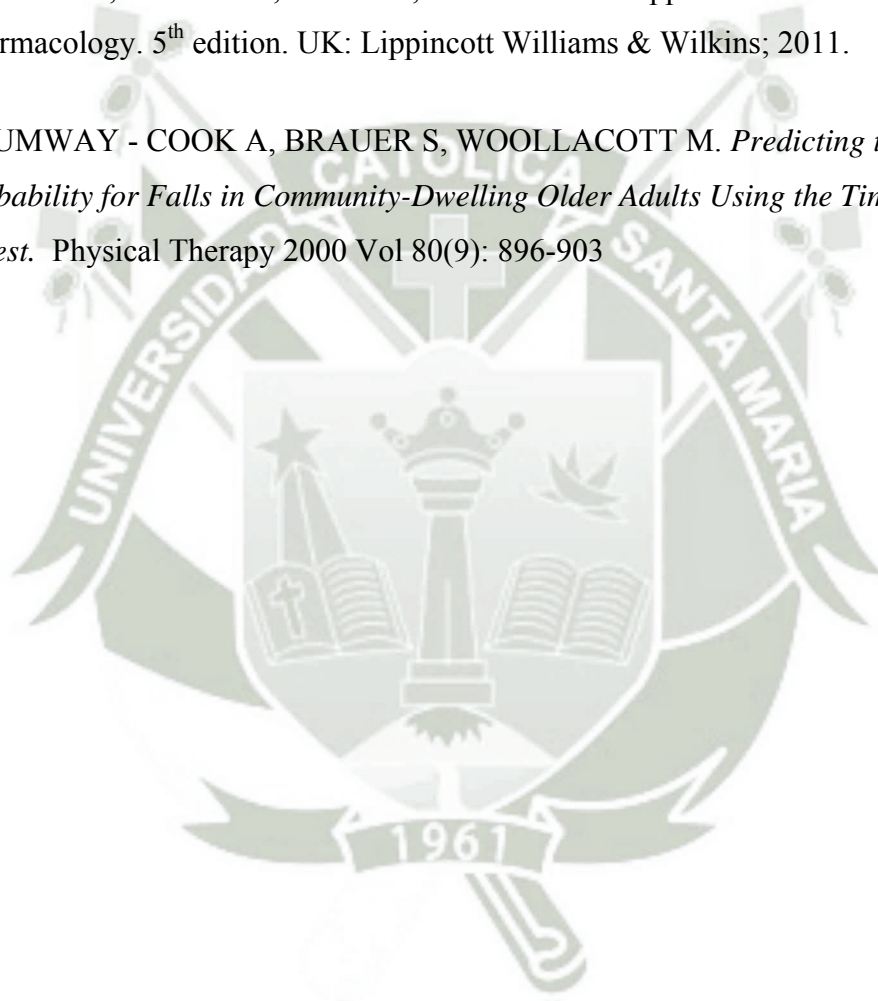 rmacology. 5th edition. UK: Lippincott Williams & Wilkins; 2011.
UMWAY - COOK A, BRAUER S, WOOLLACOTT M. Predicting t
bability for Falls in Community-Dwelling Older Adults Using the Tim
est. Physical Therapy 2000 Vol 80(9): 896-903
UNIVERSIDAD CATOLICA SANTA MARIA
1961